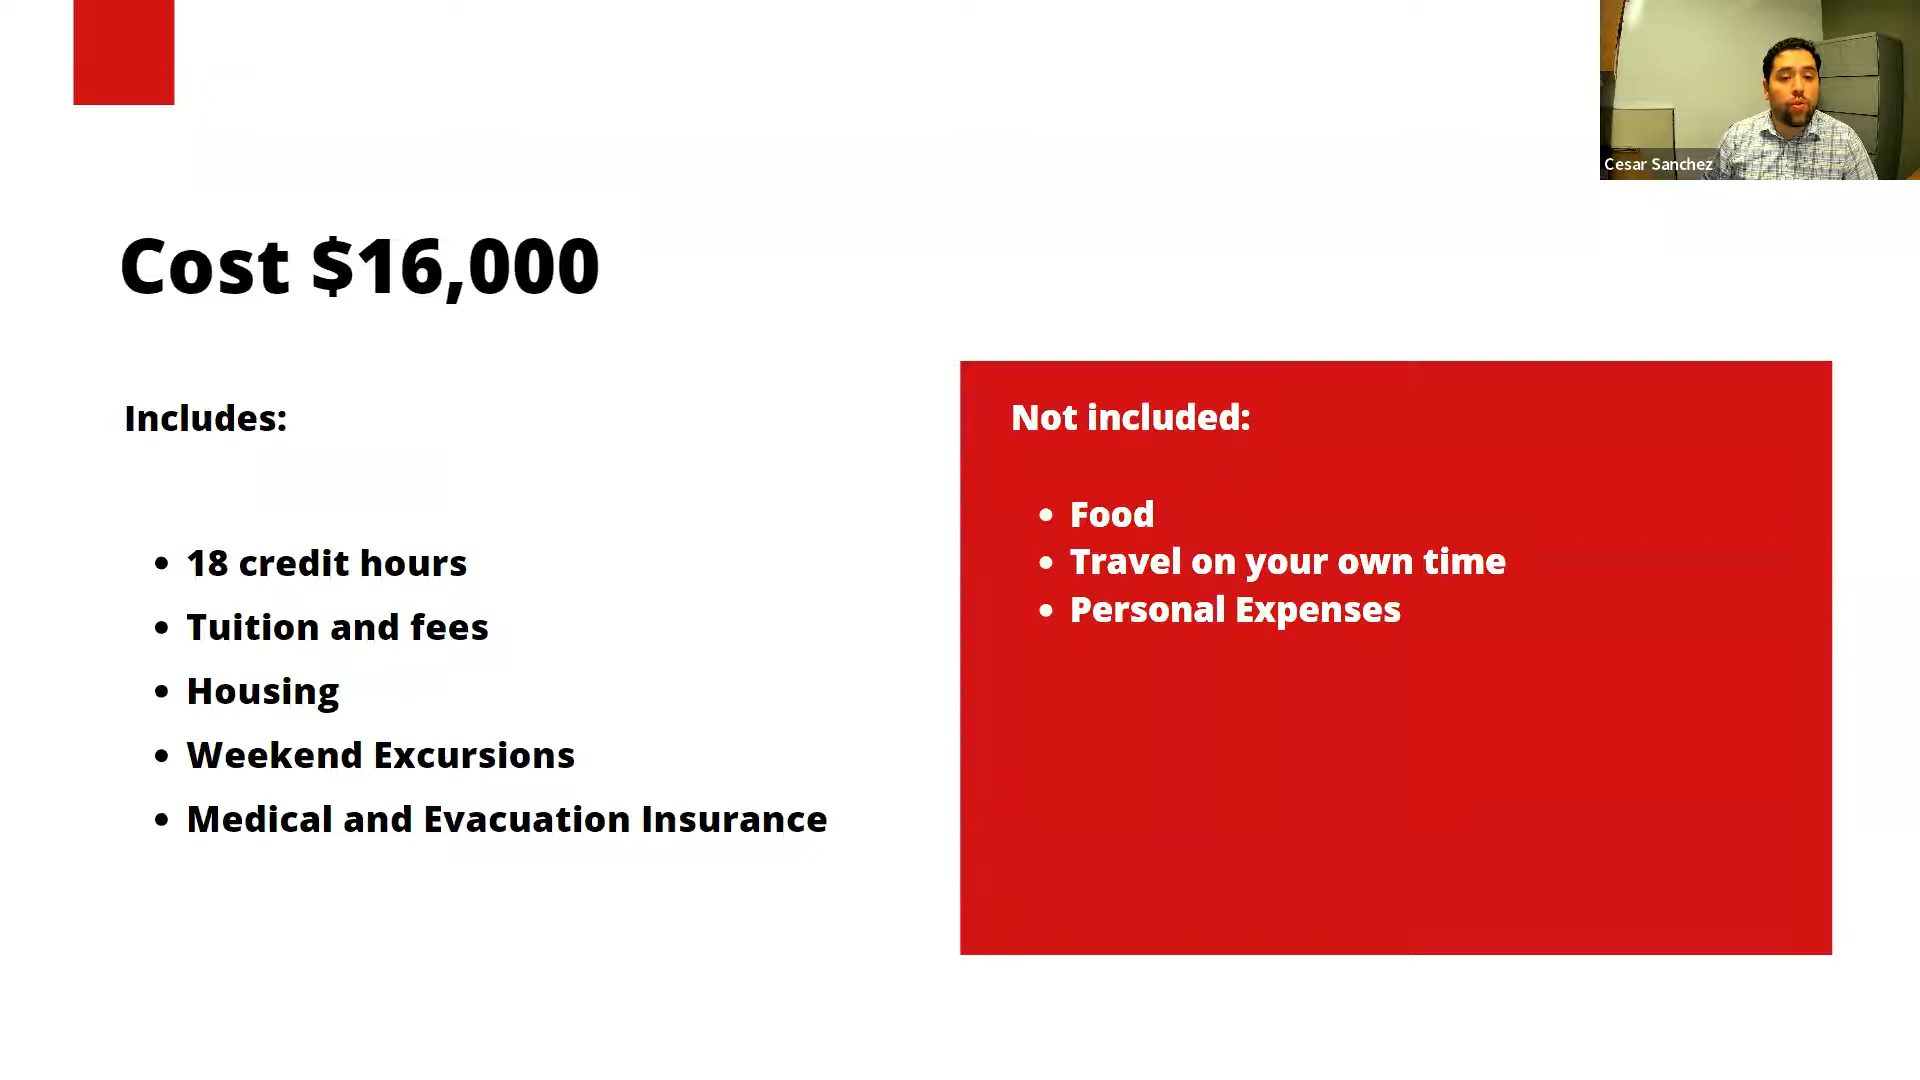 Cesar Sanchez
Cost $16,000
Includes:
• 18 credit hours
• Tuition and fees
• Housing
• Weekend Excursions
• Medical and Evacuation Insurance
Not included:
• Food
• Travel on your own time
• Personal Expenses